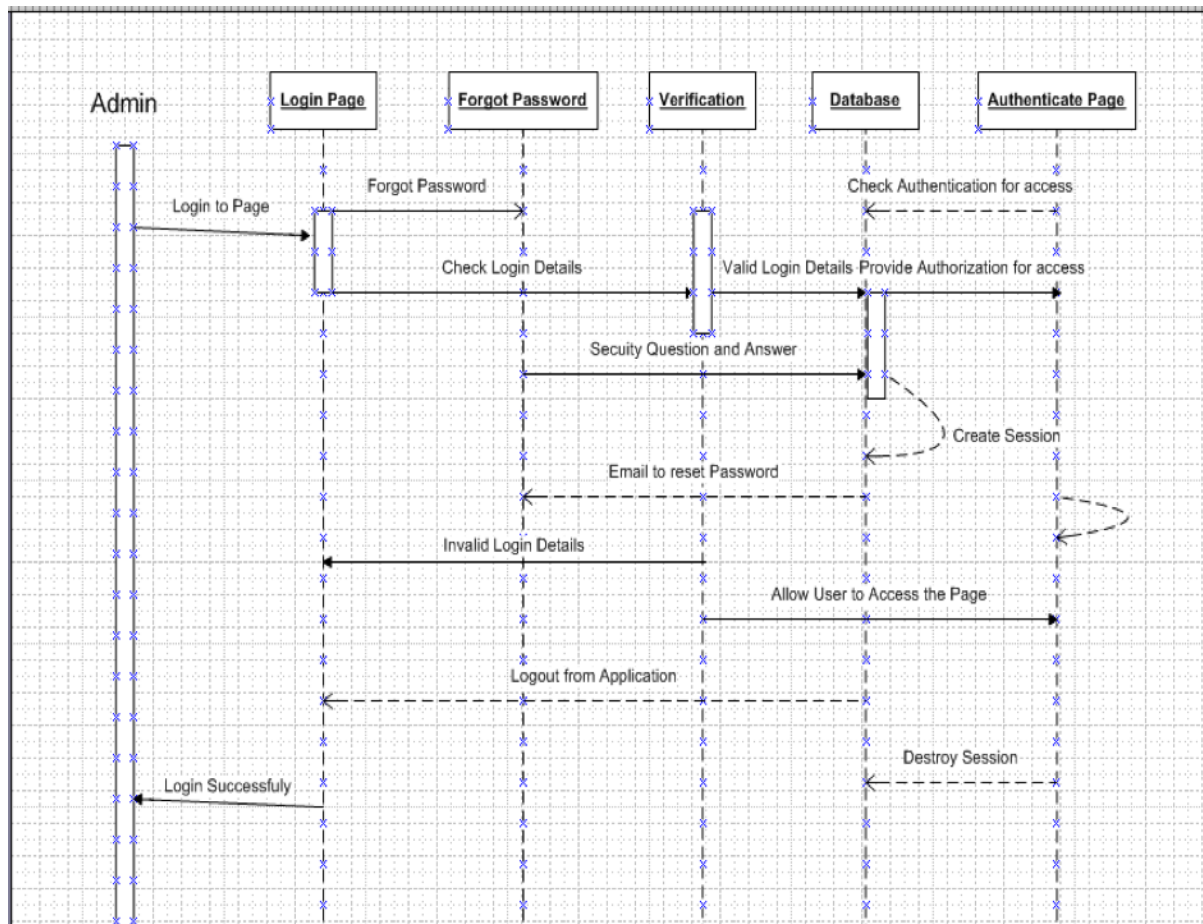 Admin
Login Page
Forgot Password
Verification
Database
Authenticate Page
Forgot Password
Check Authentication for access
Login to Page
Check Login Details
Valid Login Details
Provide Authorization for access
Secuity Question and Answer
Create Session
Email to reset Password
Invalid Login Details
Allow User to Access the Page
Logout from Application
Destroy Session
Login Successfuly